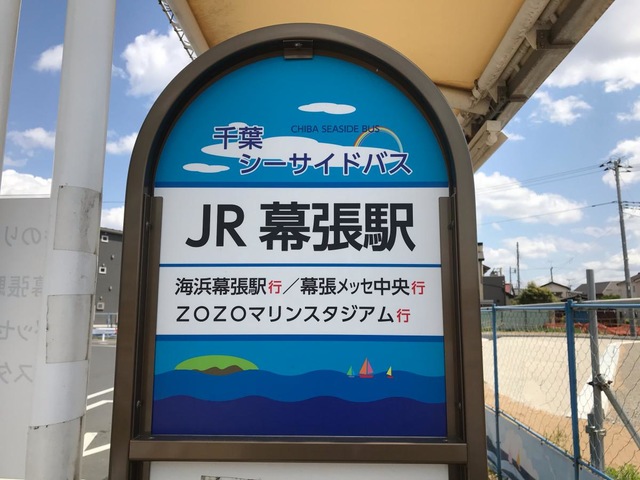 CHIBA SEASIDE BUS
千葉
シーサイドバス
JR 幕張駅
海浜幕張駅行／幕張メッセ中央行
ZOZOマリンスタジアム行